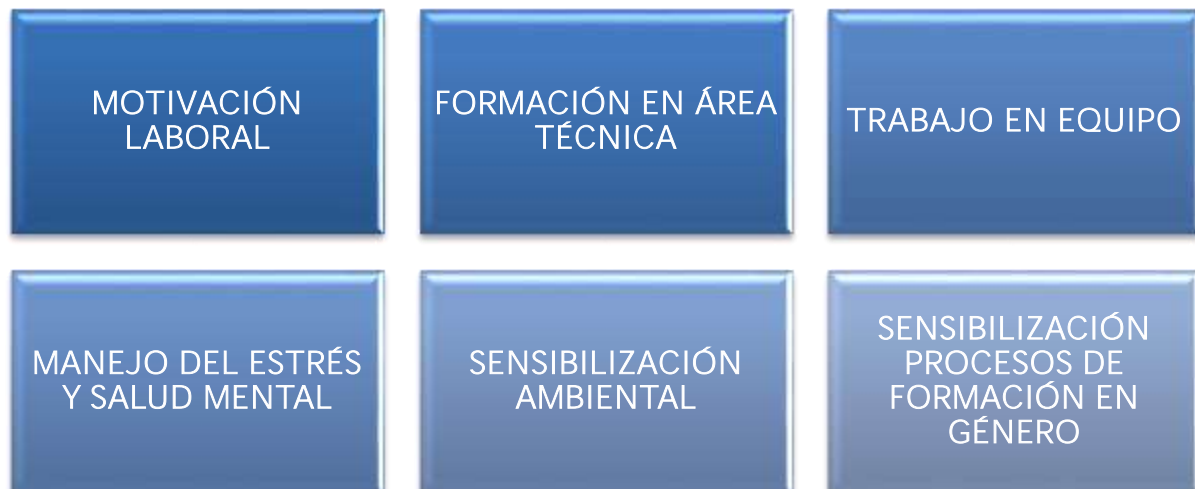 MOTIVACIÓN
LABORAL
FORMACIÓN EN ÁREA
TÉCNICA
TRABAJO EN EQUIPO
MANEJO DEL ESTRÉS
Y SALUD MENTAL
SENSIBILIZACIÓN
AMBIENTAL
SENSIBILIZACIÓN
PROCESOS DE
FORMACIÓN EN
GÉNERO